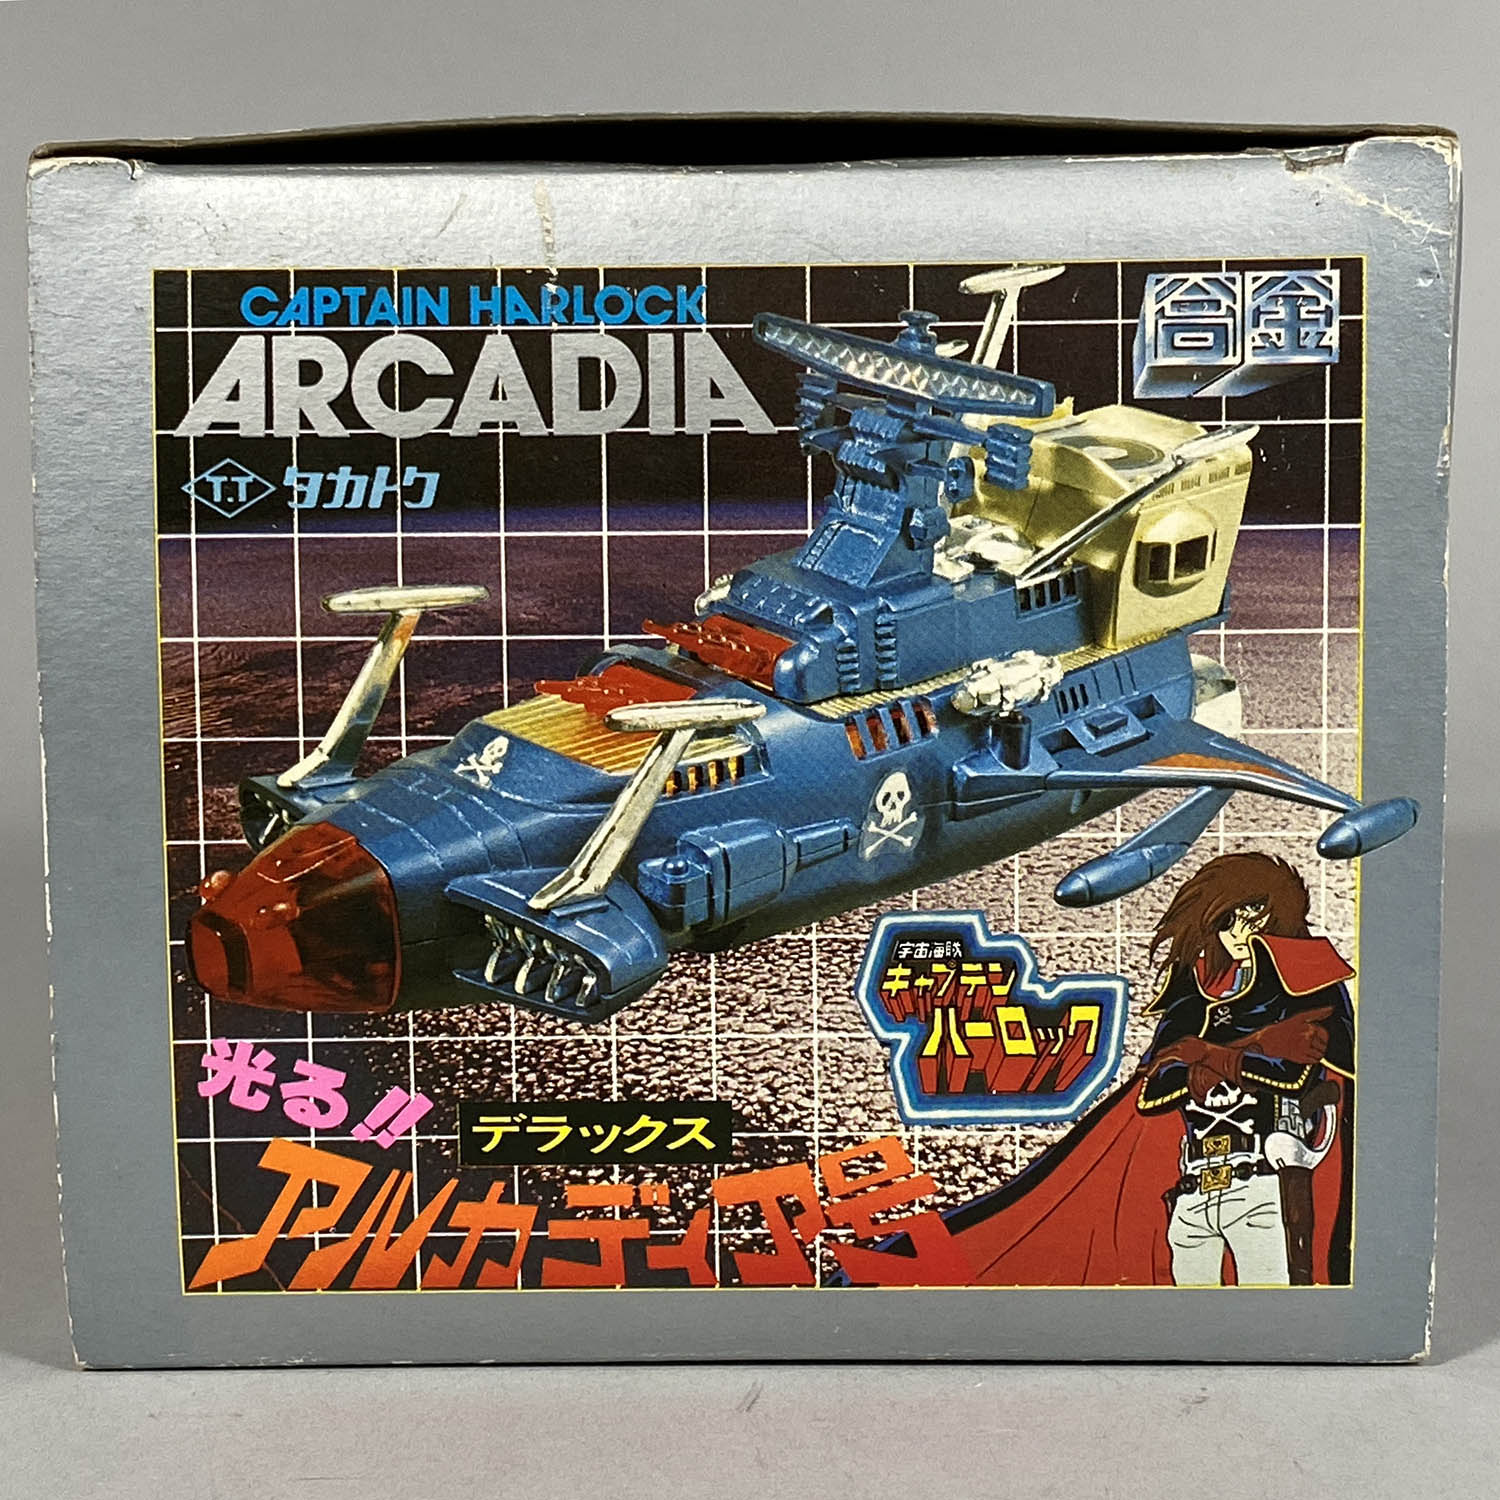 CAPTAIN HARLOCK
ARCADIA
T.T タカトク
合金
宇宙海賊
キャプテン
ハーロック
光る!!
デラックス
アルカディア号